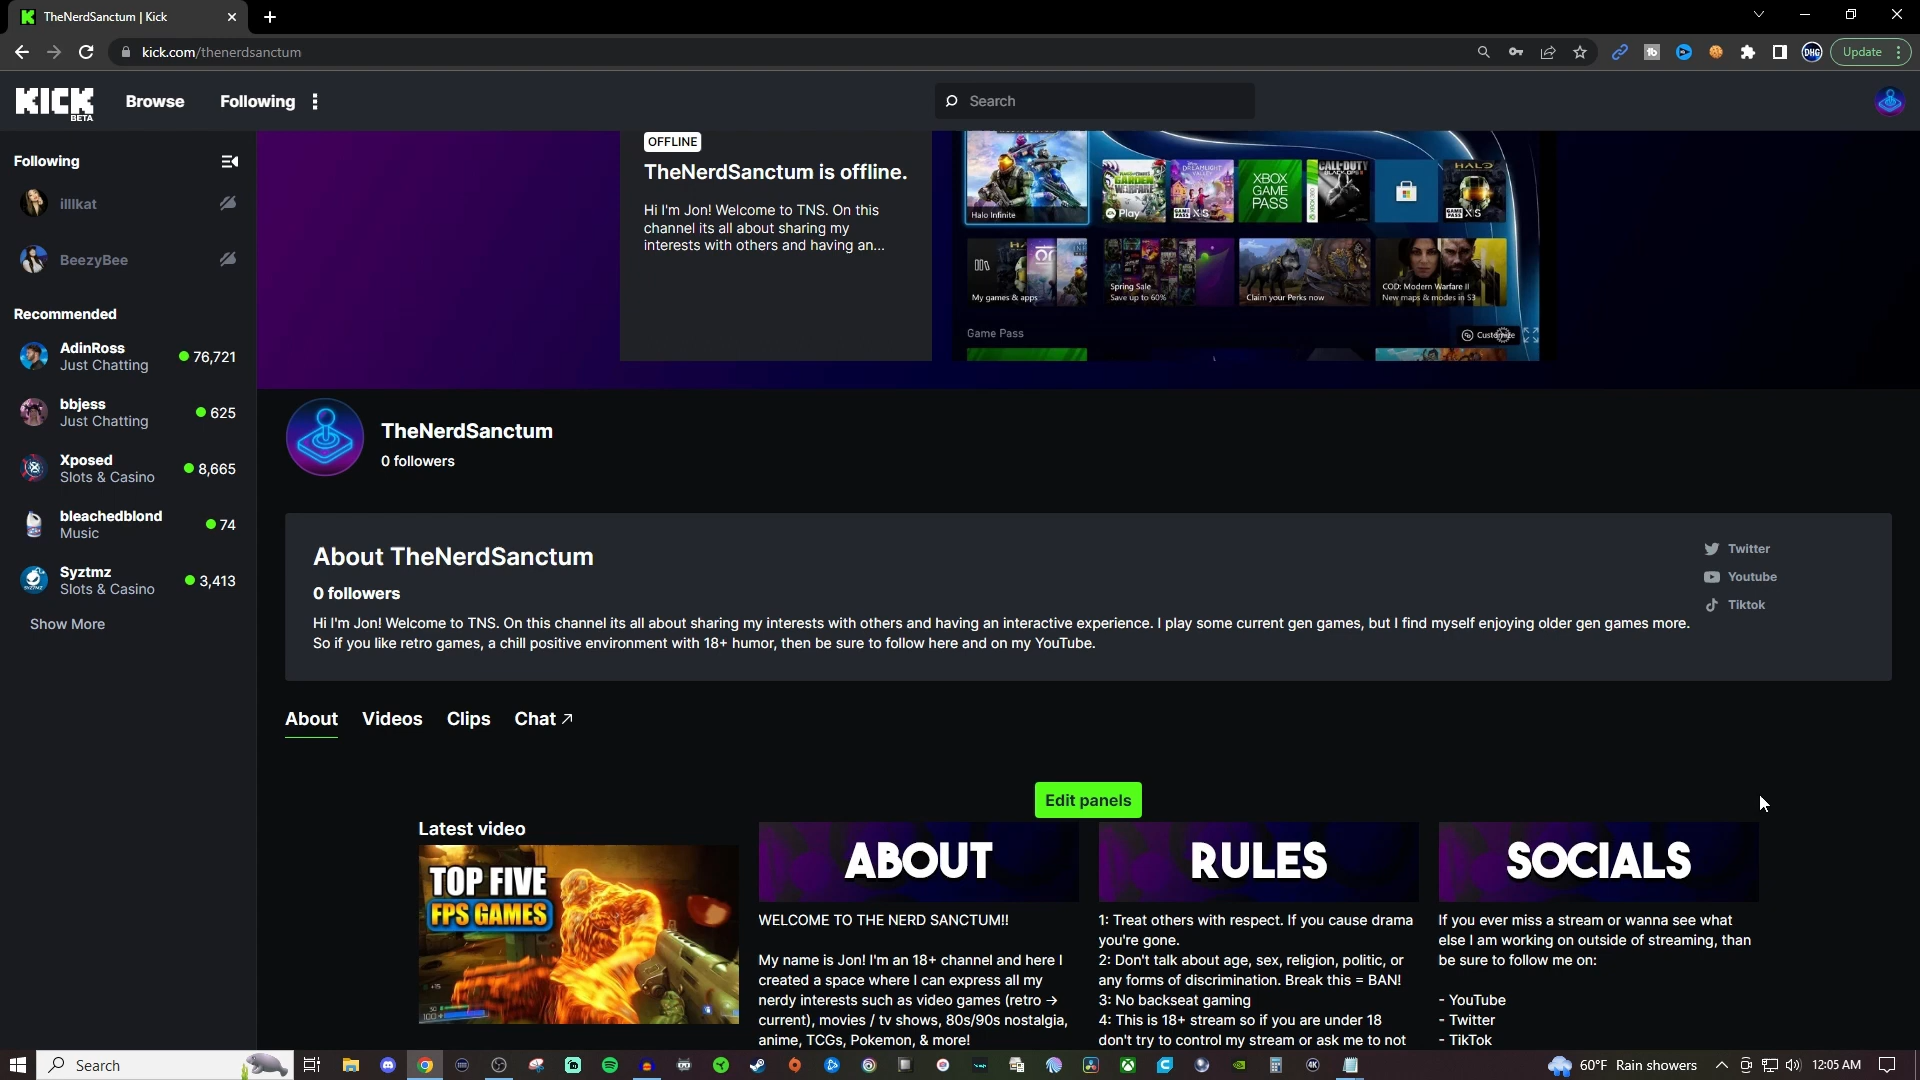 TheNerdSanctum | Kick
kick.com/thenerdsanctum
Update
KICK
BETA
Browse
Following
Search
Following
illlkat
BeezyBee
Recommended
AdinRoss
Just Chatting
76,721
bbjess
Just Chatting
625
Xposed
Slots & Casino
8,665
bleachedblond
Music
74
Syztmz
Slots & Casino
3,413
Show More
OFFLINE
TheNerdSanctum is offline.
Hi I'm Jon! Welcome to TNS. On this
channel its all about sharing my
interests with others and having an...
Halo Infinite
GARDEN
WARFARE
Play
DREAMLIGHT
VALLEY
XBOX
GAME
PASS
CALL OF DUTY
HALO
My games & apps
Spring Sale
Save up to 60%
Claim your Perks now
COD: Modern Warfare II
New maps & modes in S3
Game Pass
Customize
TheNerdSanctum
0 followers
About TheNerdSanctum
0 followers
Hi I'm Jon! Welcome to TNS. On this channel its all about sharing my interests with others and having an interactive experience. I play some current gen games, but I find myself enjoying older gen games more.
So if you like retro games, a chill positive environment with 18+ humor, then be sure to follow here and on my YouTube.
Twitter
Youtube
Tiktok
About
Videos
Clips
Chat
Edit panels
Latest video
TOP FIVE
FPS GAMES
ABOUT
WELCOME TO THE NERD SANCTUM!!
My name is Jon! I'm an 18+ channel and here I
created a space where I can express all my
nerdy interests such as video games (retro →
current), movies / tv shows, 80s/90s nostalgia,
anime, TCGs, Pokemon, & more!
RULES
1: Treat others with respect. If you cause drama
you're gone.
2: Don't talk about age, sex, religion, politic, or
any forms of discrimination. Break this = BAN!
3: No backseat gaming
4: This is 18+ stream so if you are under 18
don't try to control my stream or ask me to not
SOCIALS
If you ever miss a stream or wanna see what
else I am working on outside of streaming, than
be sure to follow me on:
- YouTube
- Twitter
- TikTok
Search
60°F Rain showers
12:05 AM